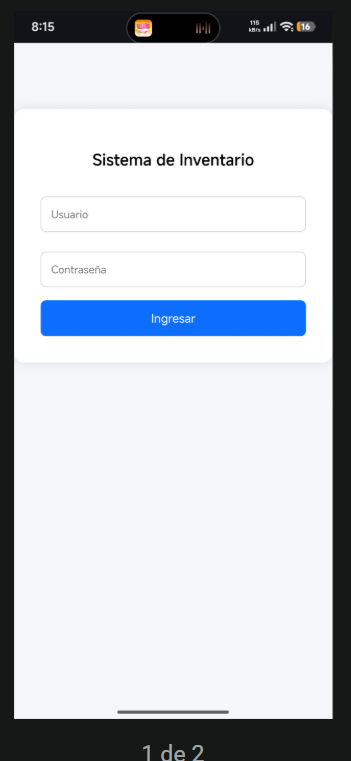 8:15
115
kB/s
16
Sistema de Inventario
Usuario
Contraseña
Ingresar
1 de 2